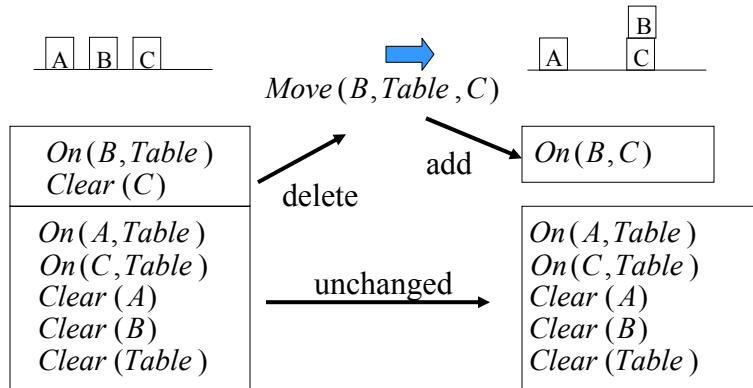 A B C
B
A C
Move(B,Table,C)
On(B,Table)
Clear(C)
delete
add
On(B,C)
On(A,Table)
On(C,Table)
Clear(A)
Clear(B)
Clear(Table)
unchanged
On(A,Table)
On(C,Table)
Clear(A)
Clear(B)
Clear(Table)